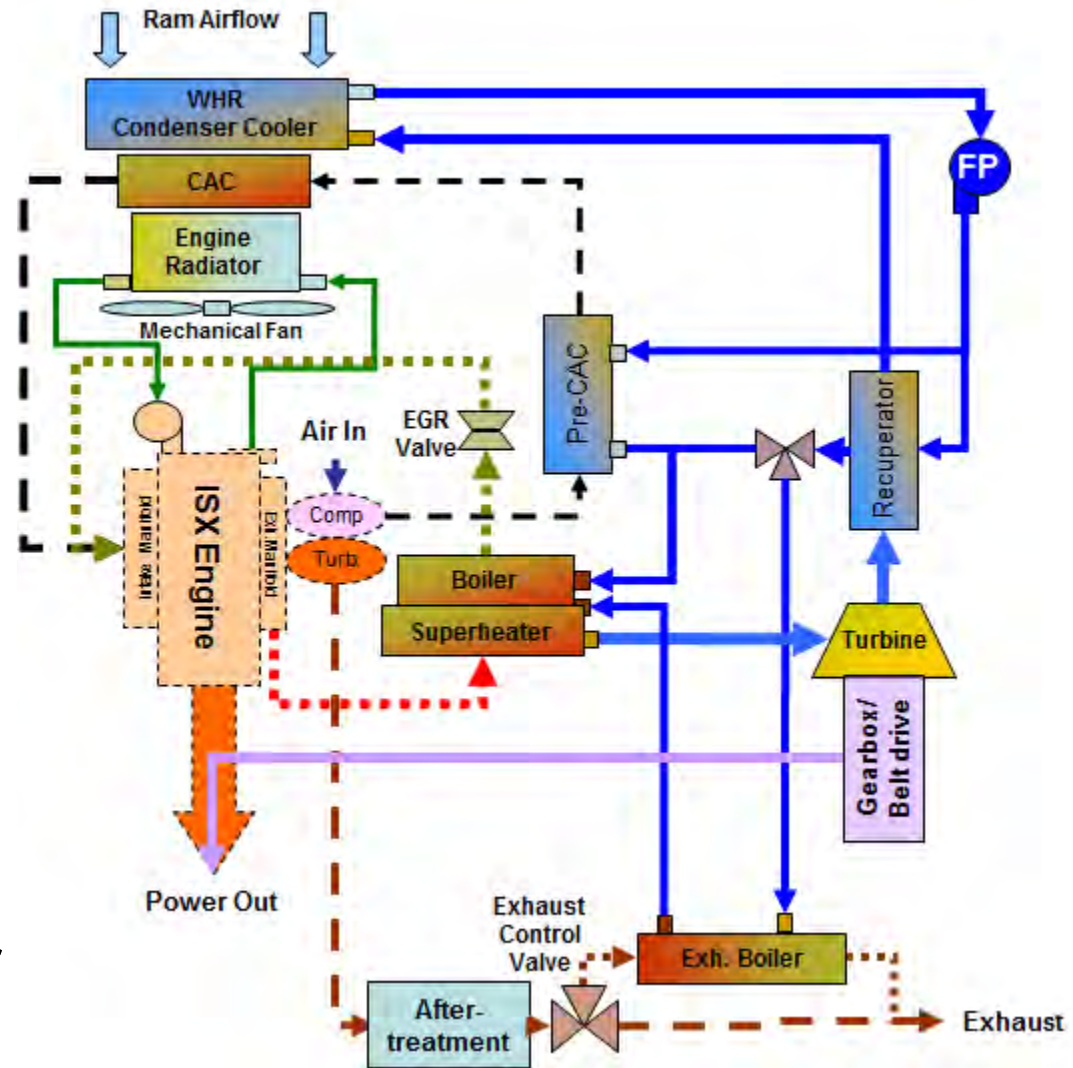 Ram Airflow
WHR
Condenser Cooler
FP
CAC
Engine
Radiator
Mechanical Fan
Pre-CAC
Recuperator
EGR
Valve
Air In
ISX Engine
Intake Manifold
Exh Manifold
Comp
Turb.
Boiler
Superheater
Turbine
Gearbox/
Belt drive
Power Out
Exhaust
Control
Valve
Exh. Boiler
After-
treatment
Exhaust